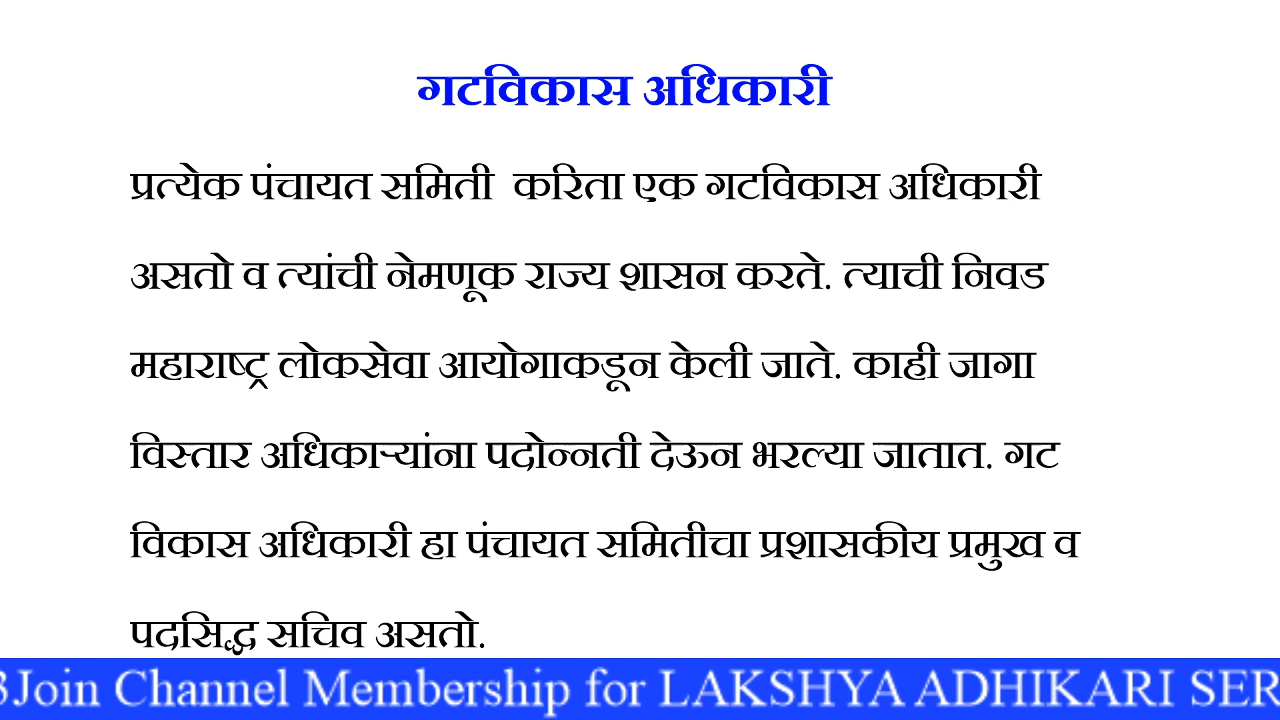 गटविकास अधिकारी
प्रत्येक पंचायत समिती करिता एक गटविकास अधिकारी
असतो व त्यांची नेमणूक राज्य शासन करते. त्याची निवड
महाराष्ट्र लोकसेवा आयोगाकडून केली जाते. काही जागा
विस्तार अधिकाऱ्यांना पदोन्नती देऊन भरल्या जातात. गट
विकास अधिकारी हा पंचायत समितीचा प्रशासकीय प्रमुख व
पदसिद्ध सचिव असतो.
3Join Channel Membership for LAKSHYA ADHIKARI SER